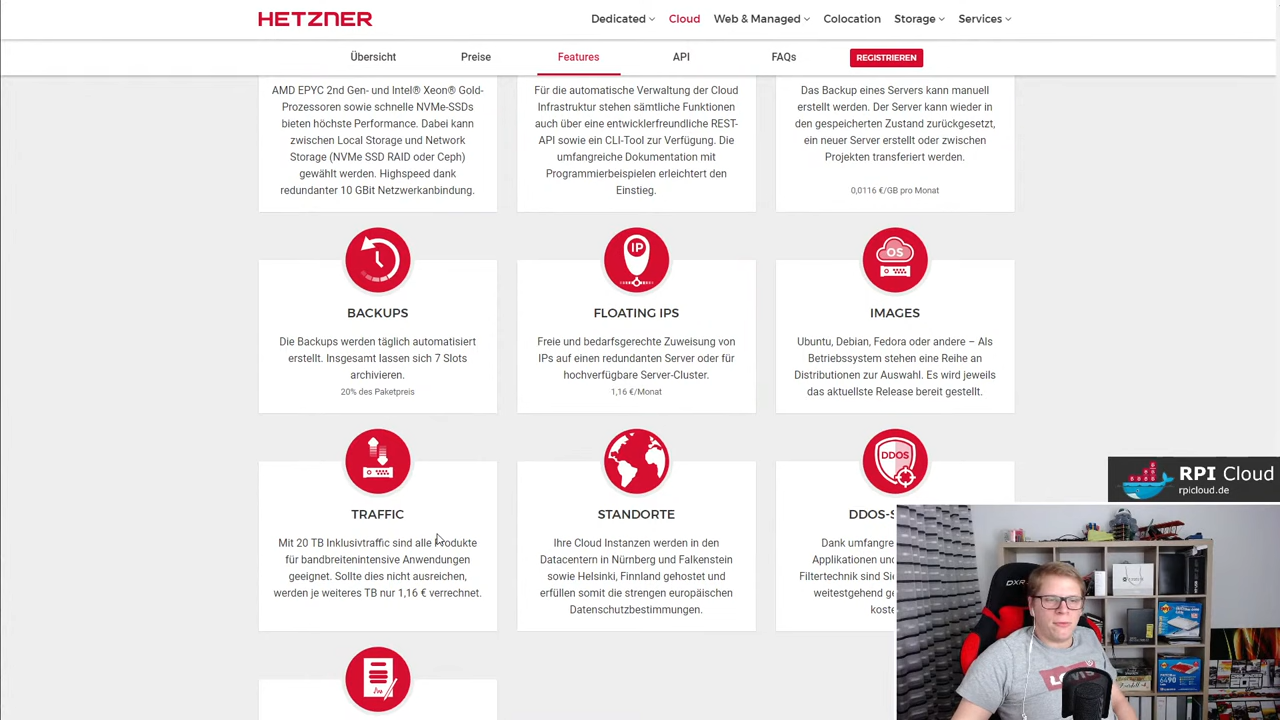 HETZNER
Dedicated
Cloud
Web & Managed
Colocation
Storage
Services
Übersicht
Preise
Features
API
FAQs
REGISTRIEREN
AMD EPYC 2nd Gen- und Intel® Xeon® Gold-
Prozessoren sowie schnelle NVMe-SSDs
bieten höchste Performance. Dabei kann
zwischen Local Storage und Network
Storage (NVMe SSD RAID oder Ceph)
gewählt werden. Highspeed dank
redundanter 10 GBit Netzwerkanbindung.
Für die automatische Verwaltung der Cloud
Infrastruktur stehen sämtliche Funktionen
auch über eine entwicklerfreundliche REST-
API sowie ein CLI-Tool zur Verfügung. Die
umfangreiche Dokumentation mit
Programmierbeispielen erleichtert den
Einstieg.
Das Backup eines Servers kann manuell
erstellt werden. Der Server kann wieder in
den gespeicherten Zustand zurückgesetzt,
ein neuer Server erstellt oder zwischen
Projekten transferiert werden.
0,0116 €/GB pro Monat
BACKUPS
Die Backups werden täglich automatisiert
erstellt. Insgesamt lassen sich 7 Slots
archivieren.
20% des Paketpreis
IP
FLOATING IPS
Freie und bedarfsgerechte Zuweisung von
IPs auf einen redundanten Server oder für
hochverfügbare Server-Cluster.
1,16 €/Monat
OS
IMAGES
Ubuntu, Debian, Fedora oder andere – Als
Betriebssystem stehen eine Reihe an
Distributionen zur Auswahl. Es wird jeweils
das aktuellste Release bereit gestellt.
TRAFFIC
Mit 20 TB Inklusivtraffic sind alle Produkte
für bandbreitenintensive Anwendungen
geeignet. Sollte dies nicht ausreichen,
werden je weiteres TB nur 1,16 € verrechnet.
STANDORTE
Ihre Cloud Instanzen werden in den
Datacentern in Nürnberg und Falkenstein
sowie Helsinki, Finnland gehostet und
erfüllen somit die strengen europäischen
Datenschutzbestimmungen.
DDOS
DDOS-S
Dank umfangre
Applikationen un
Filtertechnik sind Sie
weitestgehend g
koste
RPI Cloud
rpicloud.de